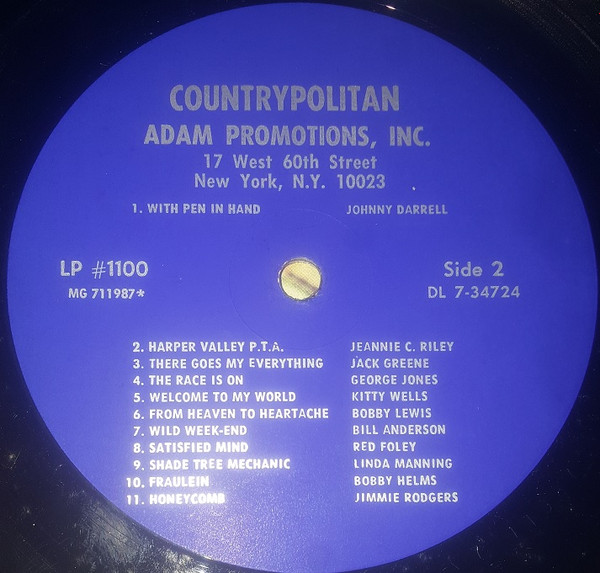 COUNTRYPOLITAN
ADAM PROMOTIONS, INC.
17 West 60th Street
New York, N.Y. 10023
1. WITH PEN IN HAND JOHNNY DARRELL
LP #1100 Side 2
MG 711987* DL 7-34724
2. HARPER VALLEY P.T.A. JEANNIE C. RILEY
3. THERE GOES MY EVERYTHING JACK GREENE
4. THE RACE IS ON GEORGE JONES
5. WELCOME TO MY WORLD KITTY WELLS
6. FROM HEAVEN TO HEARTACHE BOBBY LEWIS
7. WILD WEEK-END BILL ANDERSON
8. SATISFIED MIND RED FOLEY
9. SHADE TREE MECHANIC LINDA MANNING
10. FRAULEIN BOBBY HELMS
11. HONEYCOMB JIMMIE RODGERS